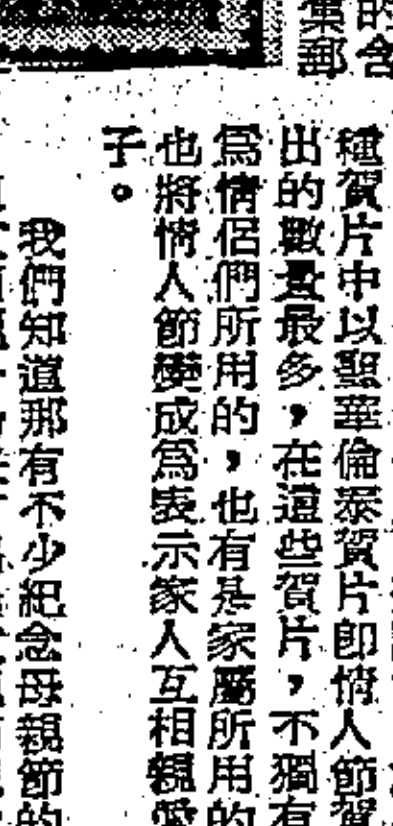 的含
集郵
種賀片中以聖華倫泰賀片即情人節賀
出的數量最多，在這些賀片，不獨有
為情侶們所用的，也有是家屬所用的
也將情人節變成為表示家人互相親愛
子。
我們知道那有不少紀念母親節的